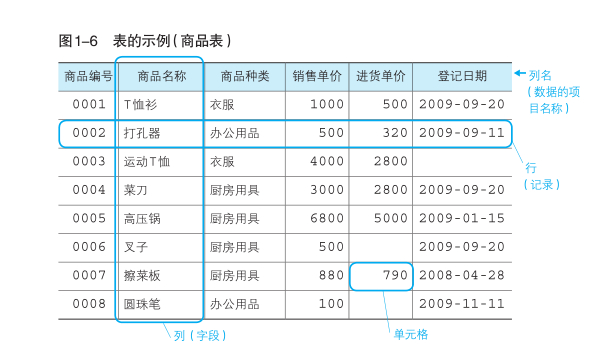 图1-6 表的示例(商品表)
商品编号 商品名称 商品种类 销售单价 进货单价 登记日期
0001 T恤衫 衣服 1000 500 2009-09-20
0002 打孔器 办公用品 500 320 2009-09-11
0003 运动T恤 衣服 4000 2800
0004 菜刀 厨房用具 3000 2800 2009-09-20
0005 高压锅 厨房用具 6800 5000 2009-01-15
0006 叉子 厨房用具 500 2009-09-20
0007 擦菜板 厨房用具 880 790 2008-04-28
0008 圆珠笔 办公用品 100 2009-11-11
列名
(数据的项
目名称)
行
(记录)
列(字段)
单元格